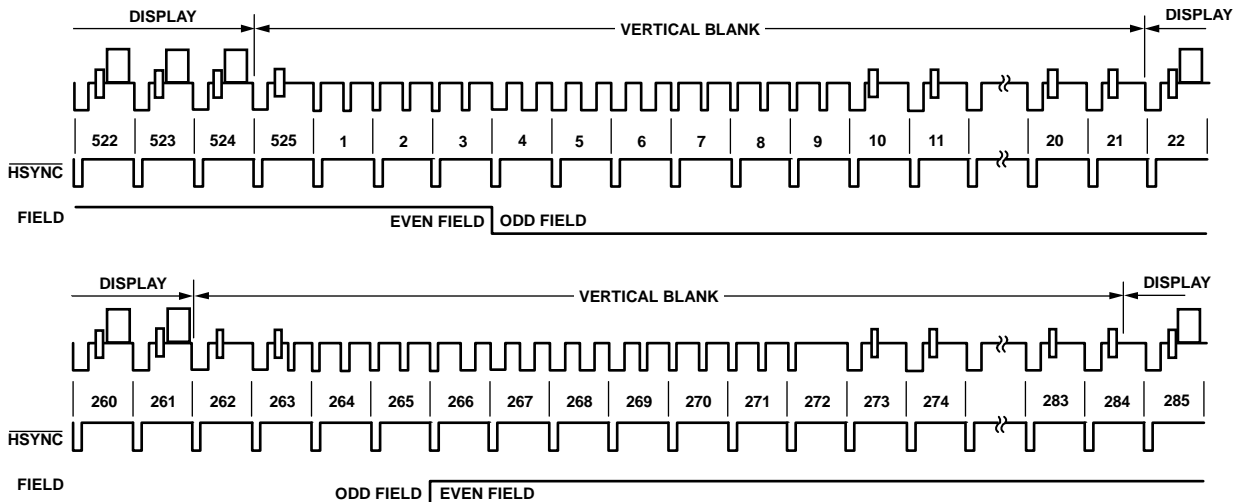 DISPLAY VERTICAL BLANK DISPLAY
522 523 524 525 1 2 3 4 5 6 7 8 9 10 11 20 21 22
HSYNC
FIELD EVEN FIELD ODD FIELD
DISPLAY VERTICAL BLANK DISPLAY
260 261 262 263 264 265 266 267 268 269 270 271 272 273 274 283 284 285
HSYNC
FIELD ODD FIELD EVEN FIELD